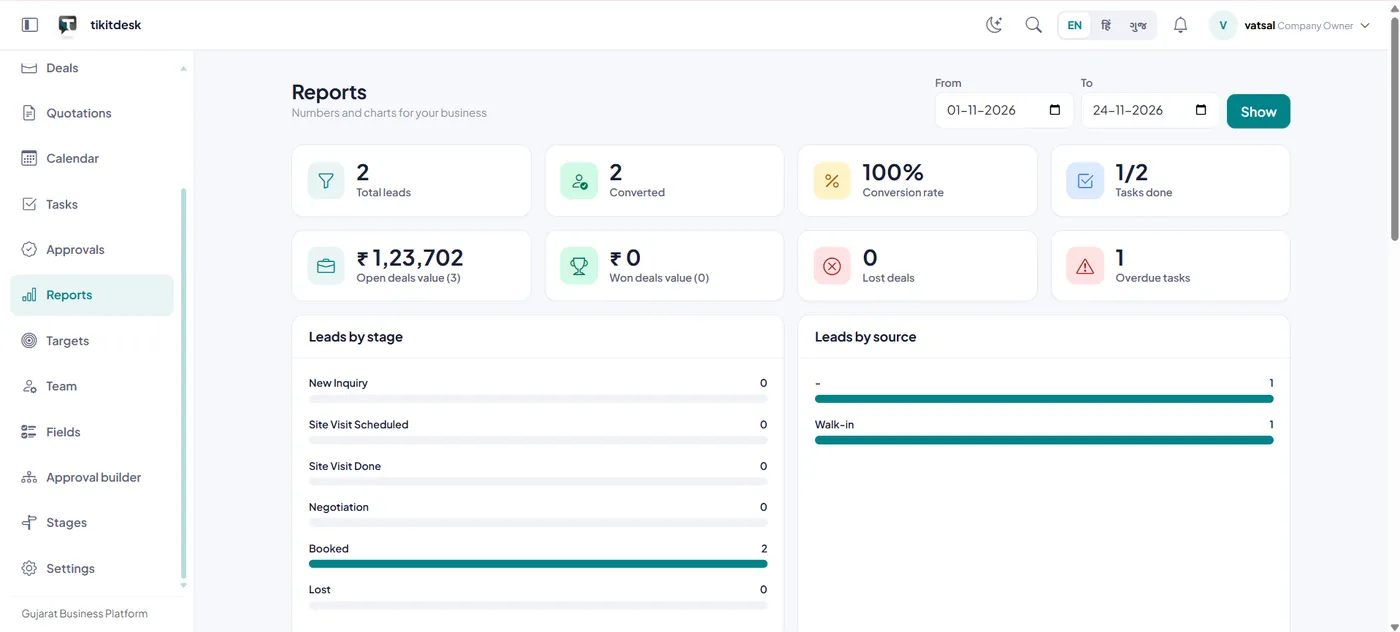 tikitdesk
EN हिं ગુજ
V vatsal Company Owner
Deals
Quotations
Calendar
Tasks
Approvals
Reports
Targets
Team
Fields
Approval builder
Stages
Settings
Gujarat Business Platform
Reports
Numbers and charts for your business
From
01-11-2026
To
24-11-2026
Show
2
Total leads
2
Converted
%
100%
Conversion rate
1/2
Tasks done
₹ 1,23,702
Open deals value (3)
₹ 0
Won deals value (0)
0
Lost deals
1
Overdue tasks
Leads by stage
New Inquiry 0
Site Visit Scheduled 0
Site Visit Done 0
Negotiation 0
Booked 2
Lost 0
Leads by source
- 1
Walk-in 1